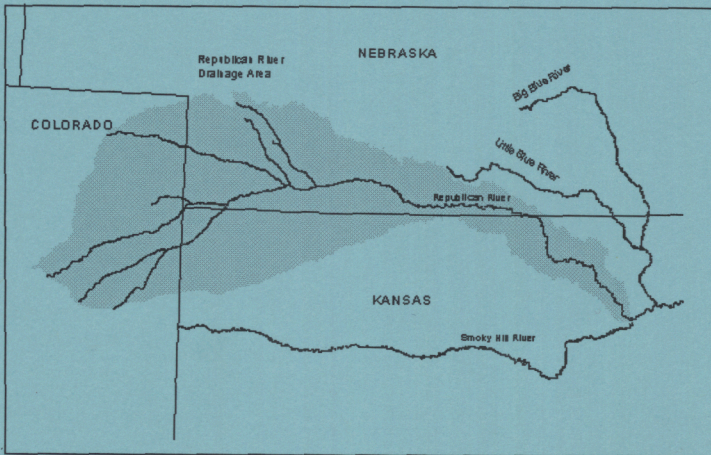 NEBRASKA
Republican River
Drainage Area
Big Blue River
COLORADO
Little Blue River
Republican River
KANSAS
Smoky Hill River